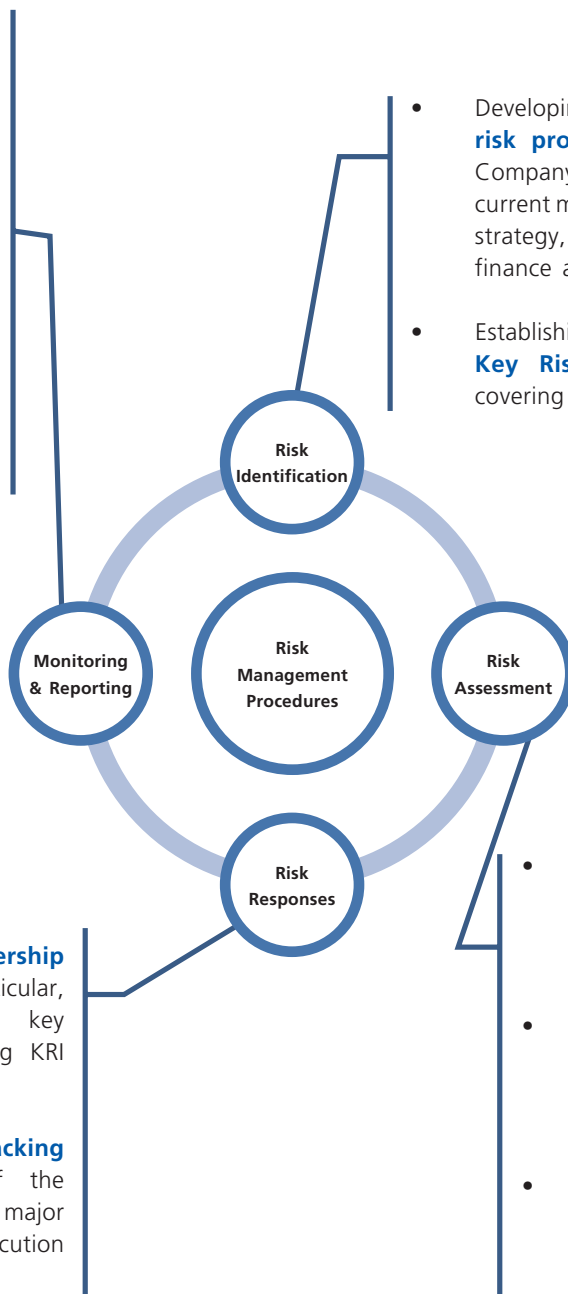 • Developin
risk pro
Company
current m
strategy,
finance a
• Establishi
Key Ris
covering
Risk
Identification
Monitoring
& Reporting
Risk
Management
Procedures
Risk
Assessment
Risk
Responses
•
•
•
ership
icular,
key
g KRI
acking
f the
major
cution